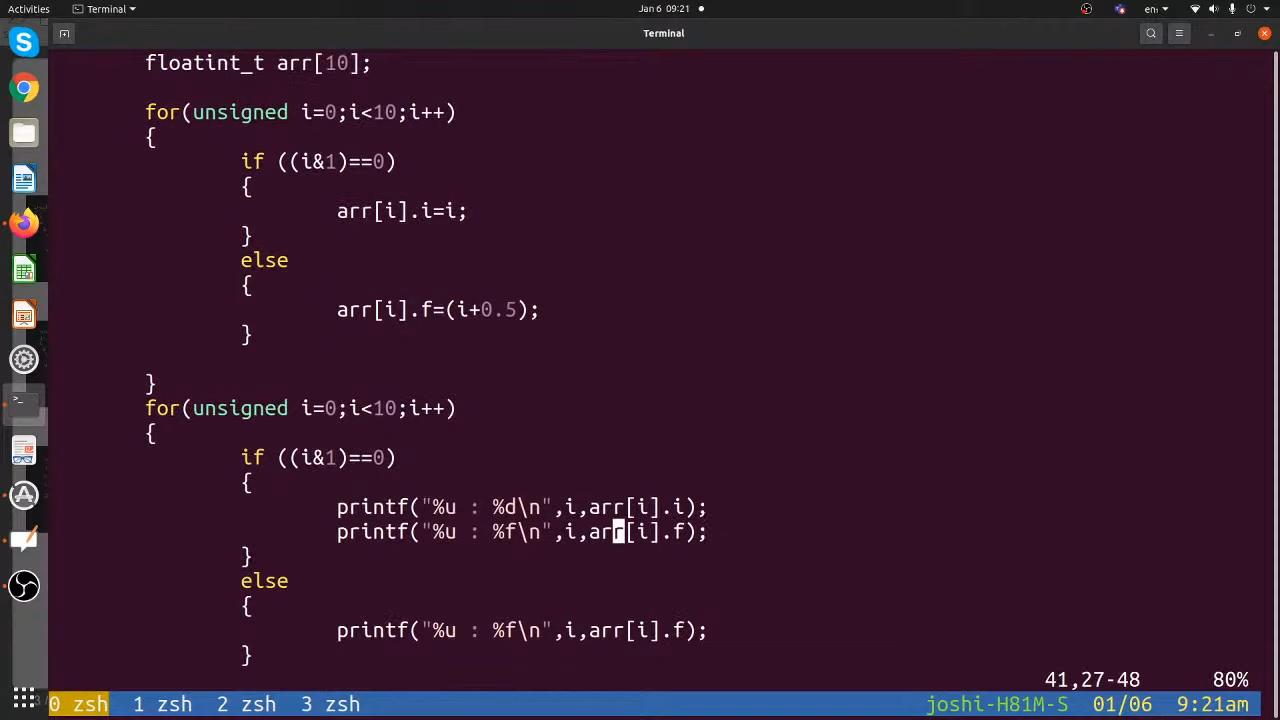 Activities
Terminal
Jan 6 09:21
en
Terminal
floatint_t arr[10];
for(unsigned i=0;i<10;i++)
{
if ((i&1)==0)
{
arr[i].i=i;
}
else
{
arr[i].f=(i+0.5);
}
}
for(unsigned i=0;i<10;i++)
{
if ((i&1)==0)
{
printf("%u : %d\n",i,arr[i].i);
printf("%u : %f\n",i,arr[i].f);
}
else
{
printf("%u : %f\n",i,arr[i].f);
}
41,27-48 80%
0 zsh 1 zsh 2 zsh 3 zsh joshi-H81M-S 01/06 9:21am